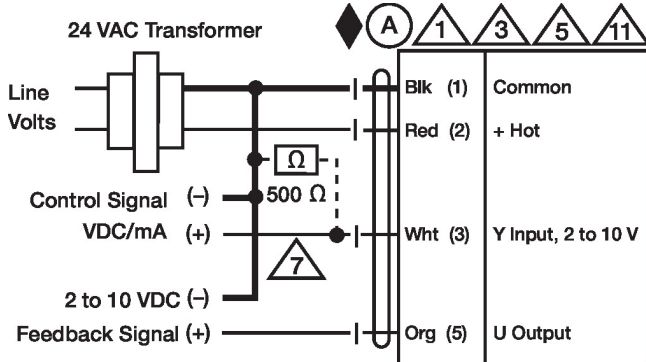 24 VAC Transformer
A 1 3 5 11
Line
Volts
Blk (1) Common
Red (2) + Hot
Ω
500 Ω
Control Signal (–)
VDC/mA (+)
Wht (3) Y Input, 2 to 10 V
7
2 to 10 VDC (–)
Feedback Signal (+)
Org (5) U Output